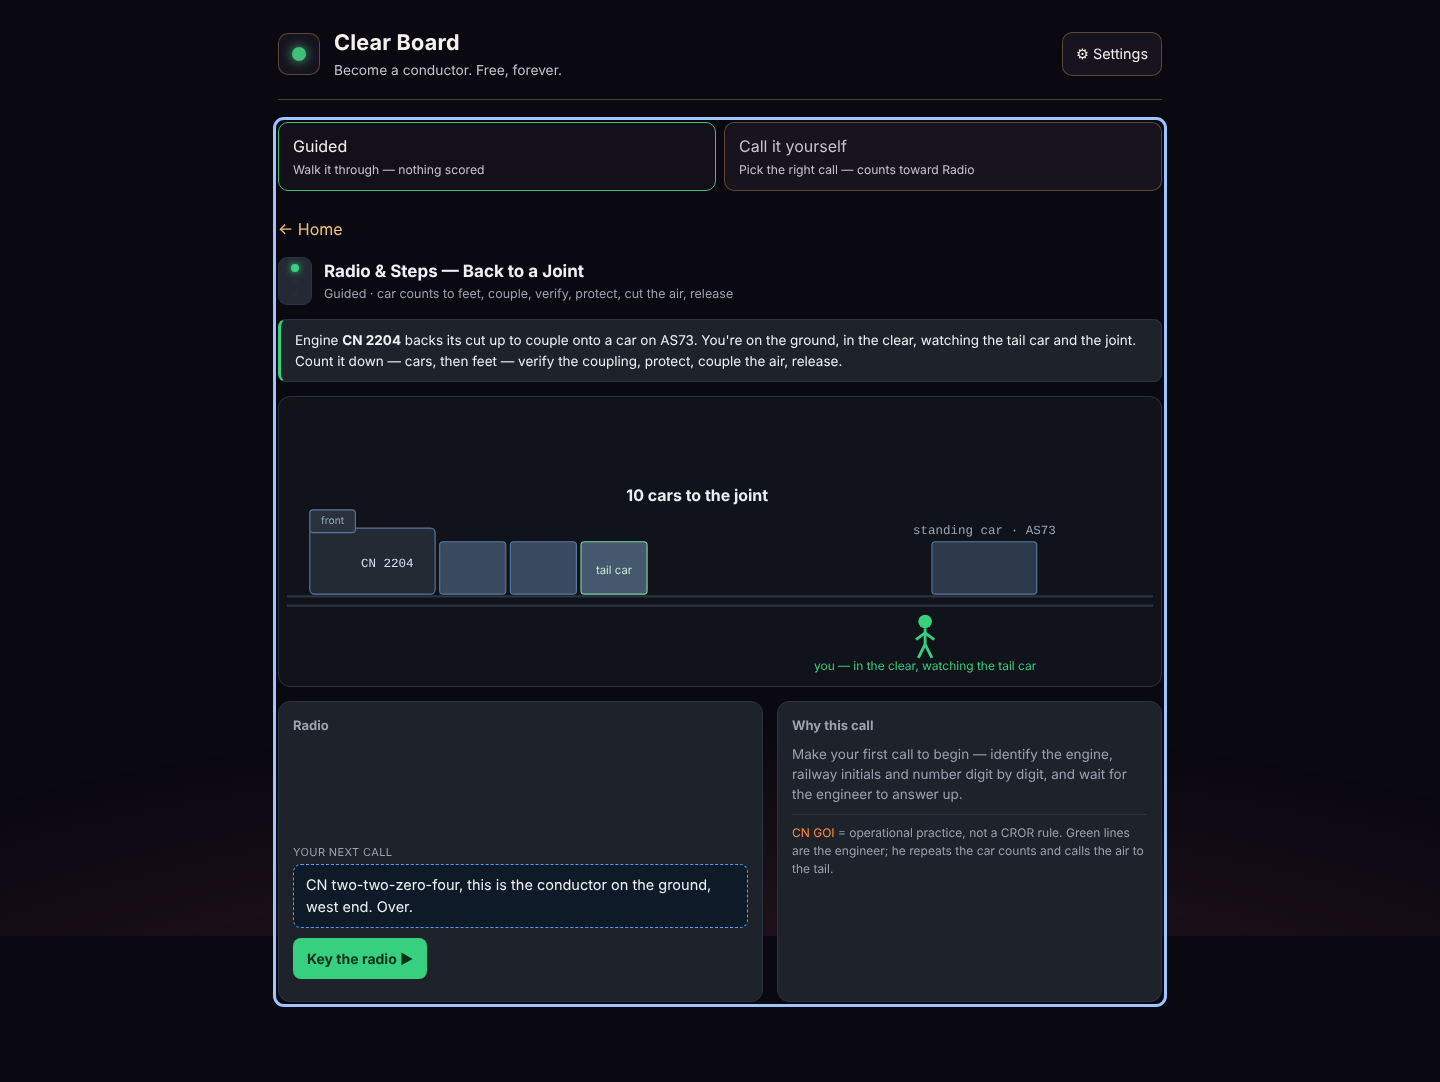 Clear Board
Become a conductor. Free, forever.
⚙ Settings
Guided
Walk it through — nothing scored
Call it yourself
Pick the right call — counts toward Radio
← Home
Radio & Steps — Back to a Joint
Guided · car counts to feet, couple, verify, protect, cut the air, release
Engine CN 2204 backs its cut up to couple onto a car on AS73. You're on the ground, in the clear, watching the tail car and the joint.
Count it down — cars, then feet — verify the coupling, protect, couple the air, release.
10 cars to the joint
front
CN 2204
tail car
standing car · AS73
you — in the clear, watching the tail car
Radio
YOUR NEXT CALL
CN two-two-zero-four, this is the conductor on the ground,
west end. Over.
Key the radio ▶
Why this call
Make your first call to begin — identify the engine,
railway initials and number digit by digit, and wait for
the engineer to answer up.
CN GOI = operational practice, not a CROR rule. Green lines
are the engineer; he repeats the car counts and calls the air to
the tail.